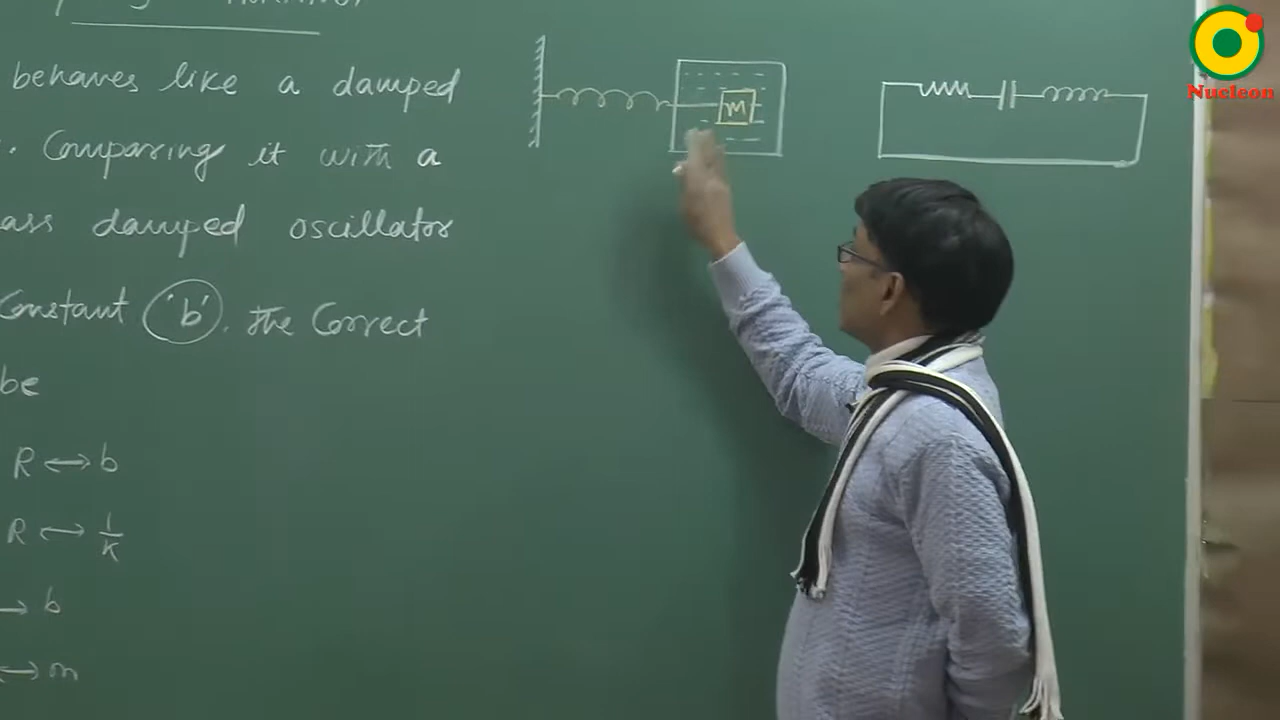 behaves like a damped
. Comparing it with a
ass damped oscillator
Constant 'b'. The Correct
be
R ↔ b
R ↔ 1/K
→ b
↔ m
m
Nucleon